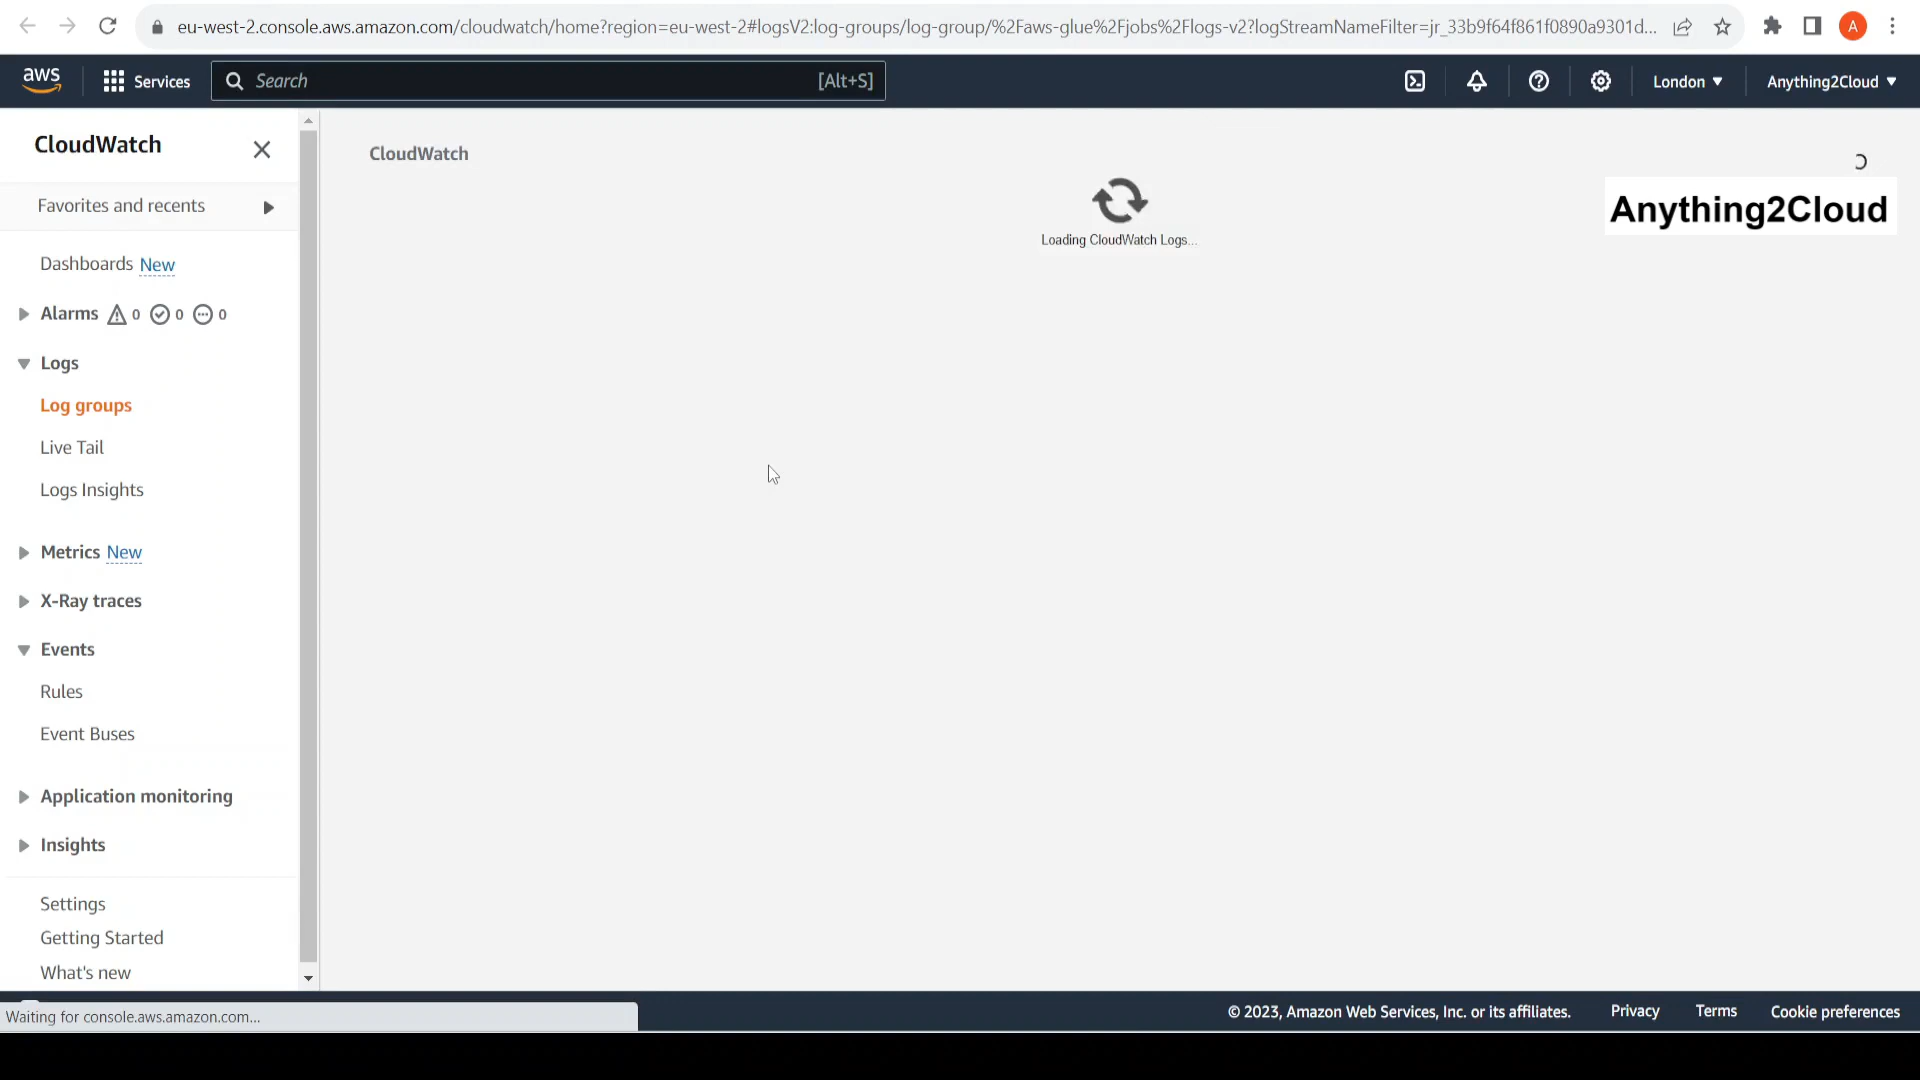 eu-west-2.console.aws.amazon.com/cloudwatch/home?region=eu-west-2#logsV2:log-groups/log-group/%2Faws-glue%2Fjobs%2Flogs-v2?logStreamNameFilter=jr_33b9f64f861f0890a9301d...
A
aws
Services
Search
[Alt+S]
London
Anything2Cloud
CloudWatch
CloudWatch
Favorites and recents
Anything2Cloud
Loading CloudWatch Logs...
Dashboards New
Alarms 0 0 0
Logs
Log groups
Live Tail
Logs Insights
Metrics New
X-Ray traces
Events
Rules
Event Buses
Application monitoring
Insights
Settings
Getting Started
What's new
© 2023, Amazon Web Services, Inc. or its affiliates.
Privacy
Terms
Cookie preferences
Waiting for console.aws.amazon.com...